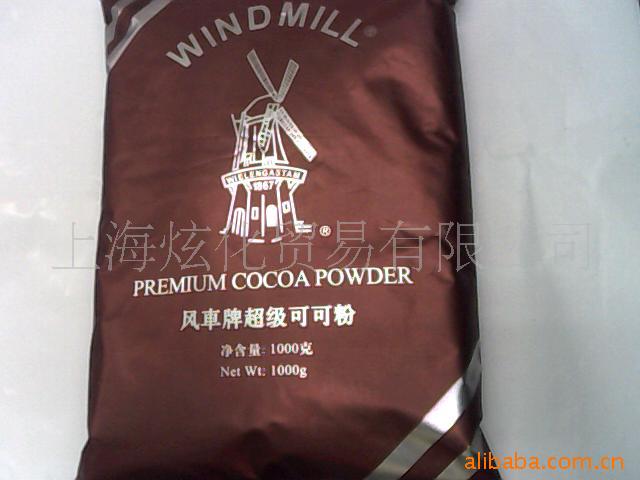 WINDMILL®
WIELENGASTAM
1867
®
上海炫化贸易有限公司
PREMIUM COCOA POWDER
风車牌超级可可粉
净含量: 1000克
Net Wt: 1000g
alibaba.com.cn